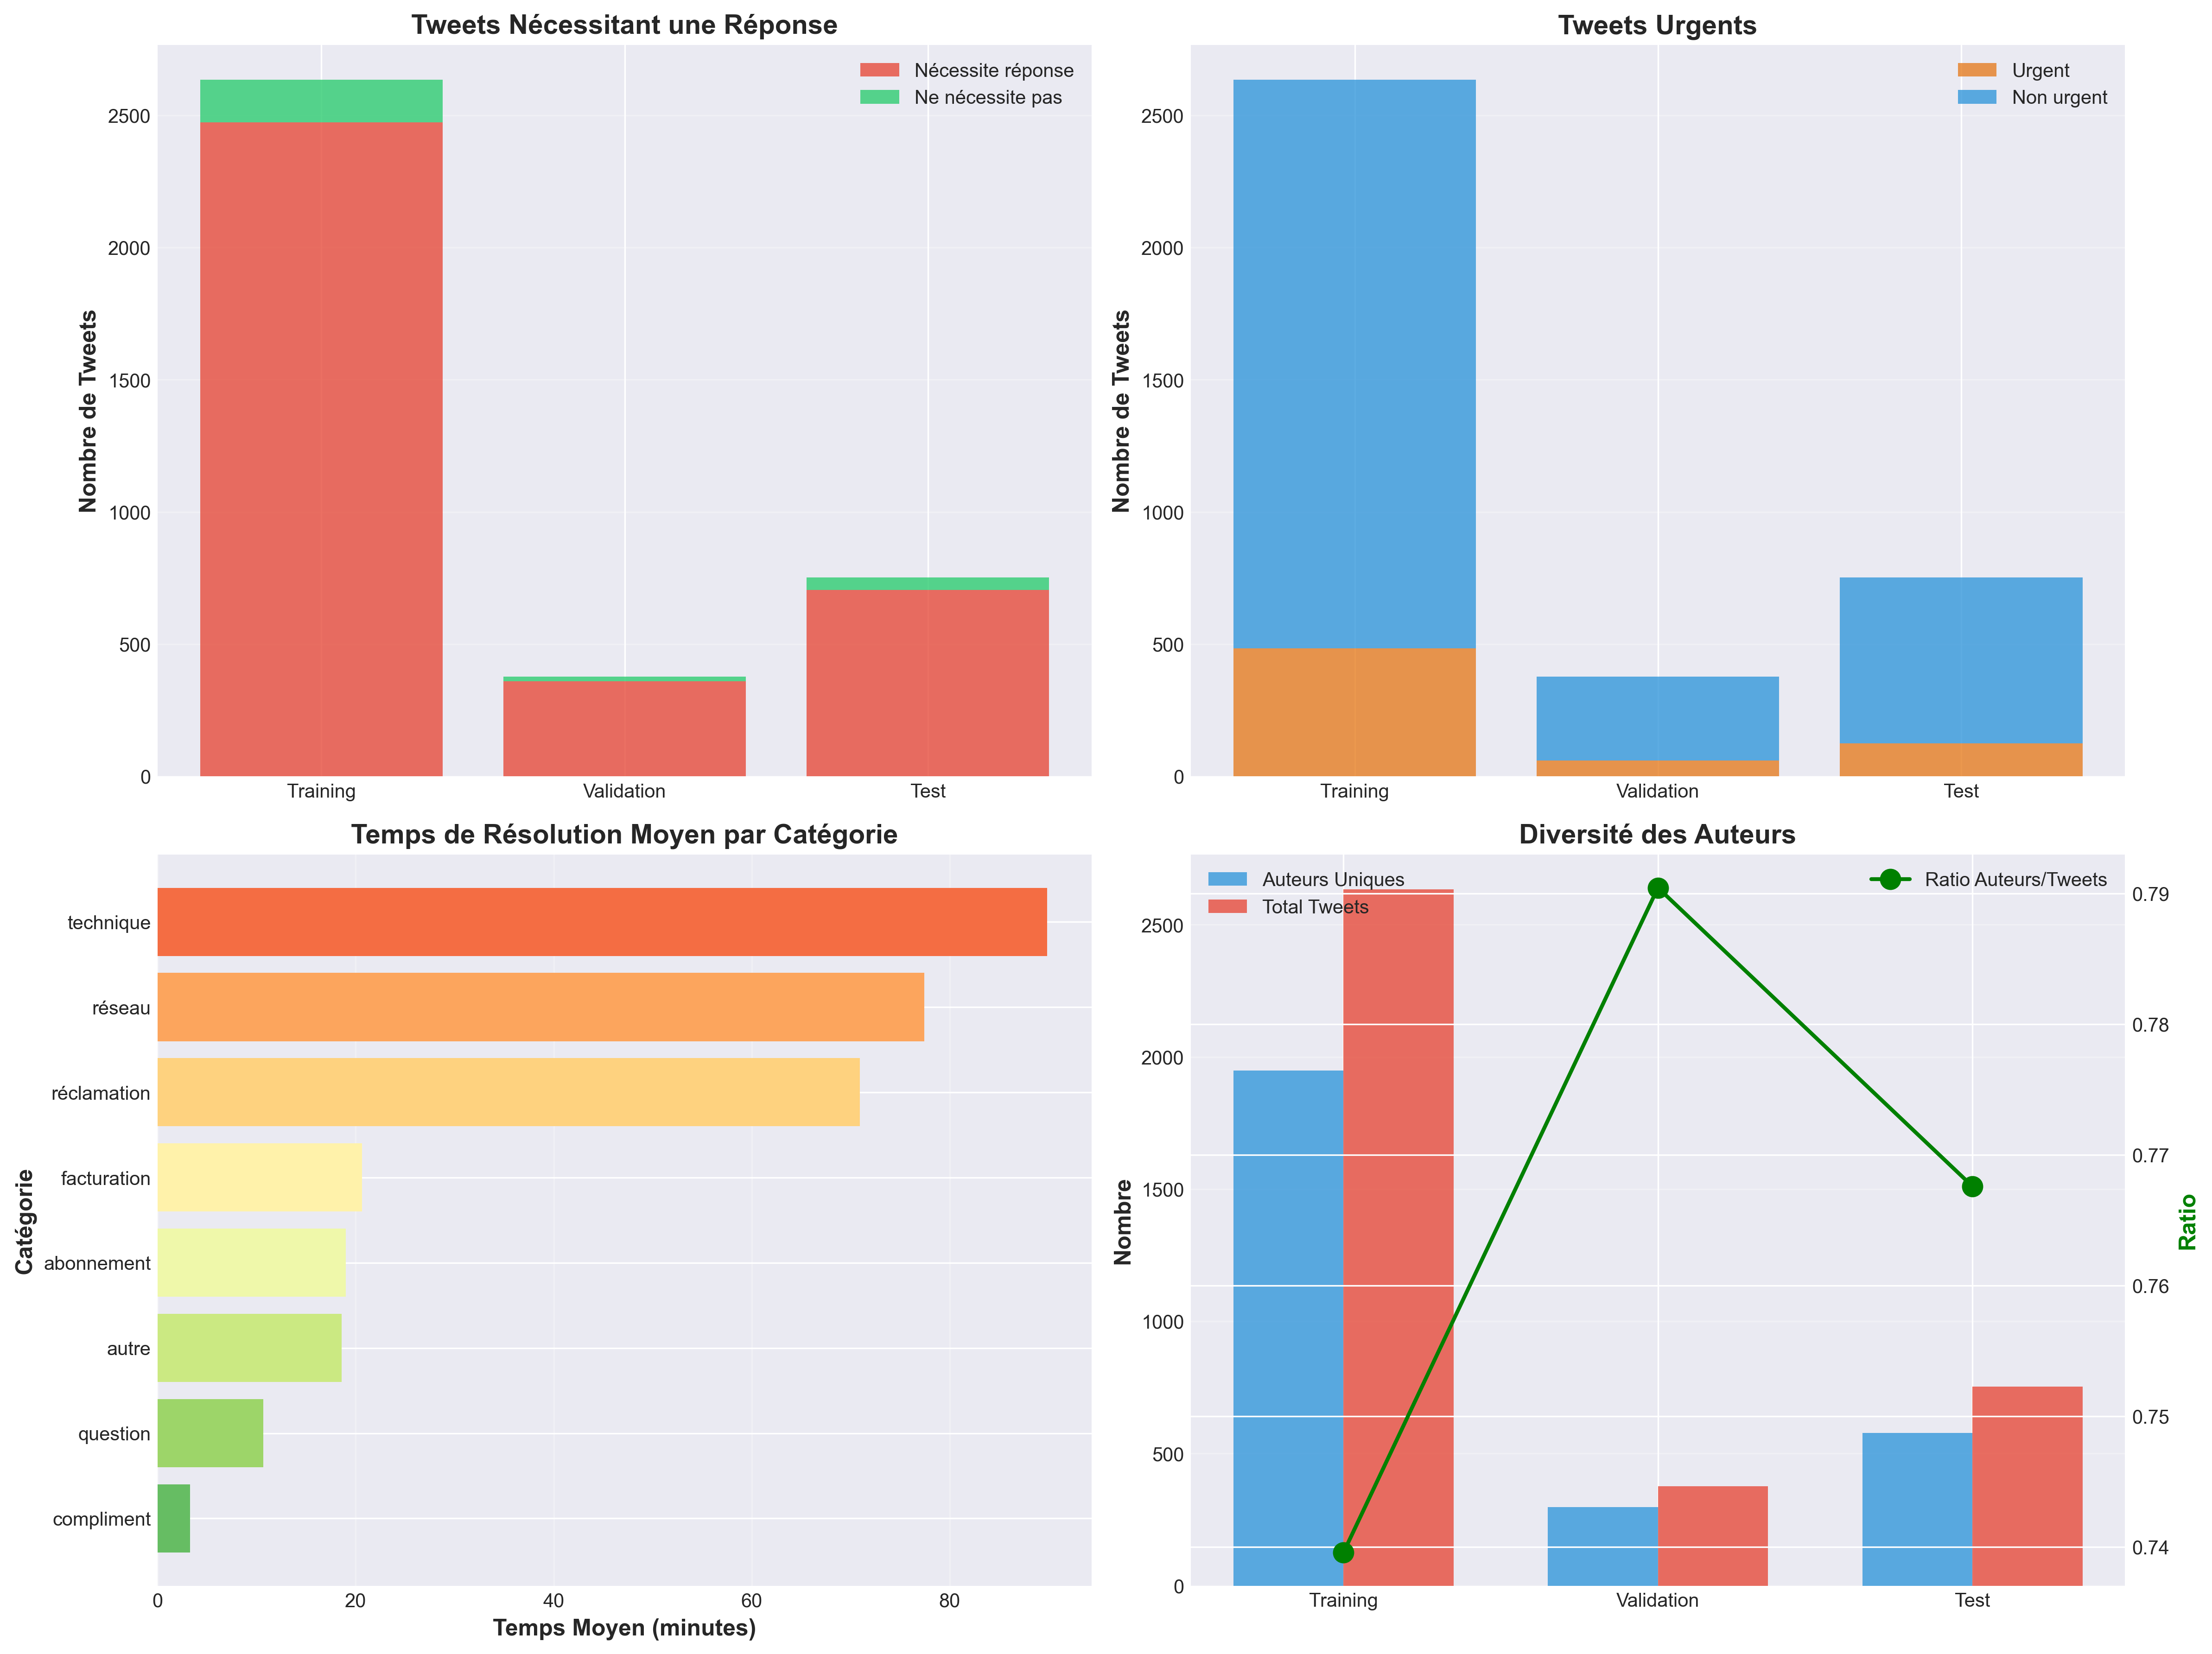 Tweets Nécessitant une Réponse
Nombre de Tweets
2500
2000
1500
1000
500
0
Training
Validation
Test
Nécessite réponse
Ne nécessite pas
Tweets Urgents
Nombre de Tweets
2500
2000
1500
1000
500
0
Training
Validation
Test
Urgent
Non urgent
Temps de Résolution Moyen par Catégorie
Catégorie
technique
réseau
réclamation
facturation
abonnement
autre
question
compliment
0
20
40
60
80
Temps Moyen (minutes)
Diversité des Auteurs
Auteurs Uniques
Total Tweets
Ratio Auteurs/Tweets
Nombre
2500
2000
1500
1000
500
0
Training
Validation
Test
0.79
0.78
0.77
0.76
0.75
0.74
Ratio